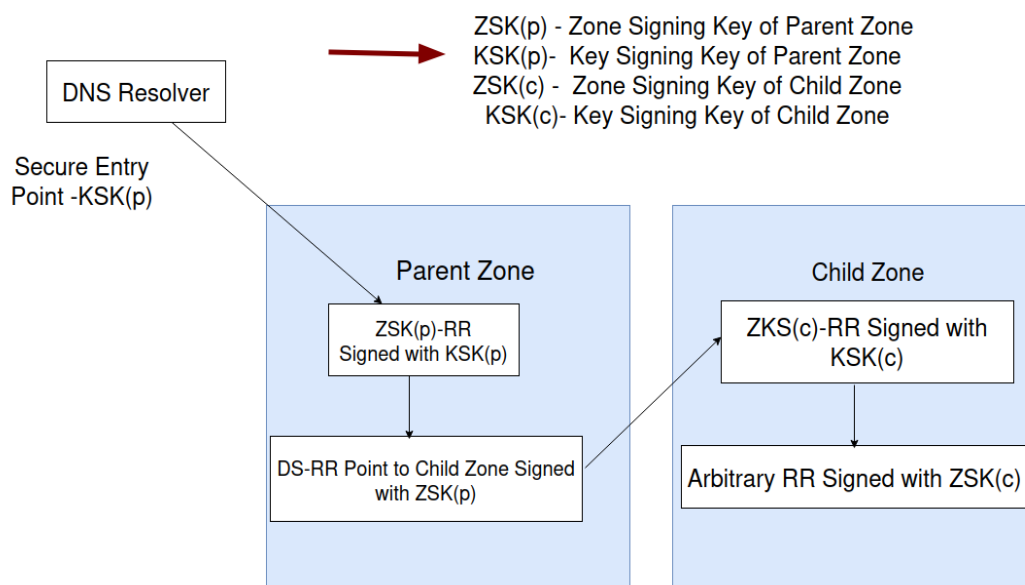 ZSK(p) - Zone Signing Key of Parent Zone
KSK(p)- Key Signing Key of Parent Zone
ZSK(c) - Zone Signing Key of Child Zone
KSK(c)- Key Signing Key of Child Zone
DNS Resolver
Secure Entry
Point -KSK(p)
Parent Zone
ZSK(p)-RR
Signed with KSK(p)
DS-RR Point to Child Zone Signed
with ZSK(p)
Child Zone
ZKS(c)-RR Signed with
KSK(c)
Arbitrary RR Signed with ZSK(c)